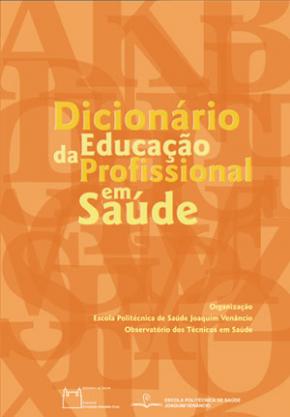 Dicionário
da Educação
Profissional
em
Saúde
Organização
Escola Politécnica de Saúde Joaquim Venâncio
Observatório dos Técnicos em Saúde
ESCOLA POLITÉCNICA DE SAÚDE
JOAQUIM VENÂNCIO